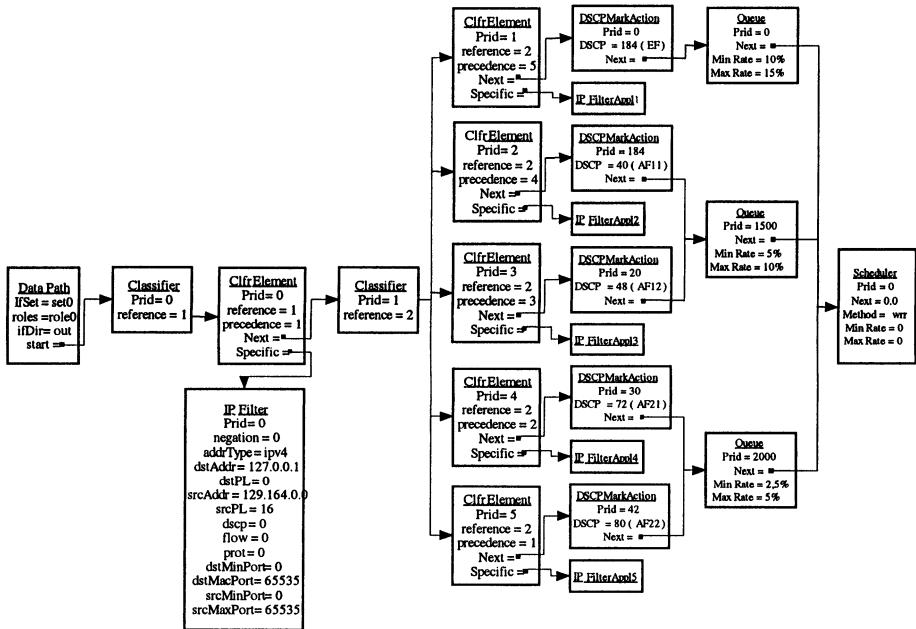 Data Path
IfSet = set0
roles =role0
ifDir= out
start =
Classifier
Prid= 0
reference = 1
ClfrElement
Prid= 0
reference = 1
precedence = 1
Next =
Specific =
IP Filter
Prid= 0
negation = 0
addrType = ipv4
dstAddr = 127.0.0.1
dstPL = 0
srcAddr = 129.164.0.0
srcPL = 16
dscp = 0
flow = 0
prot = 0
dstMinPort = 0
dstMacPort= 65535
srcMinPort = 0
srcMaxPort= 65535
Classifier
Prid= 1
reference = 2
ClfrElement
Prid= 1
reference = 2
precedence = 5
Next =
Specific =
DSCPMarkAction
Prid = 0
DSCP = 184 ( EF)
Next =
IP FilterAppl1
ClfrElement
Prid= 2
reference = 2
precedence = 4
Next =
Specific =
DSCPMarkAction
Prid = 184
DSCP = 40 ( AF11)
Next =
IP FilterAppl2
ClfrElement
Prid= 3
reference = 2
precedence = 3
Next =
Specific =
DSCPMarkAction
Prid = 20
DSCP = 48 ( AF12)
Next =
IP FilterAppl3
ClfrElement
Prid= 4
reference = 2
precedence = 2
Next =
Specific =
DSCPMarkAction
Prid = 30
DSCP = 72 ( AF21)
Next =
IP FilterAppl4
ClfrElement
Prid= 5
reference = 2
precedence = 1
Next =
Specific =
DSCPMarkAction
Prid = 42
DSCP = 80 ( AF22)
Next =
IP FilterAppl5
Queue
Prid = 0
Next =
Min Rate = 10%
Max Rate = 15%
Queue
Prid = 1500
Next =
Min Rate = 5%
Max Rate = 10%
Queue
Prid = 2000
Next =
Min Rate = 2,5%
Max Rate = 5%
Scheduler
Prid = 0
Next = 0.0
Method = wrr
Min Rate = 0
Max Rate = 0